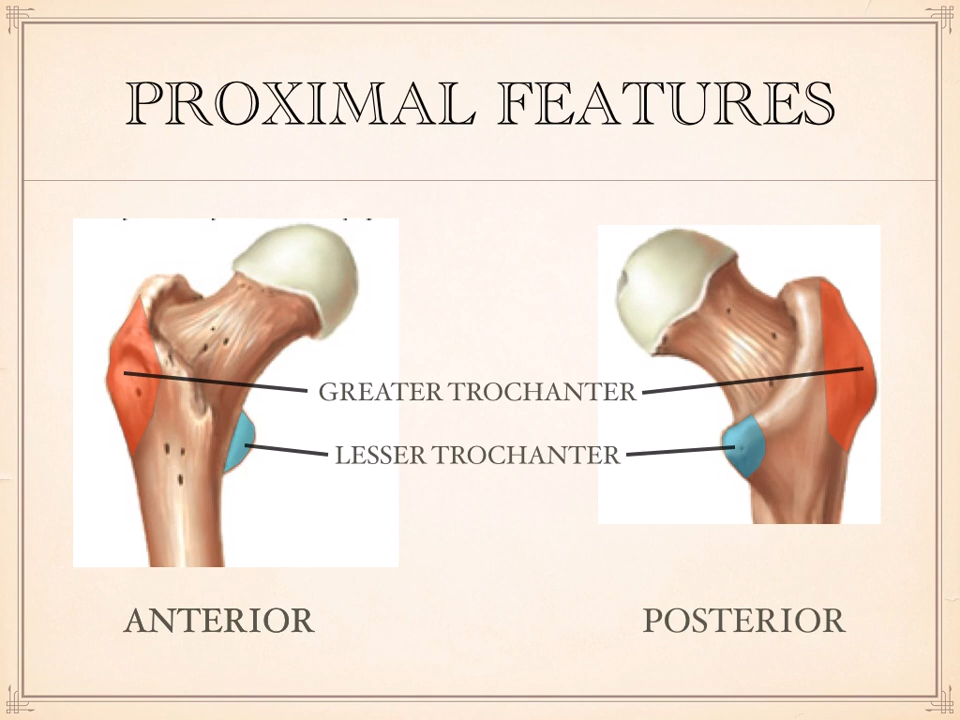 PROXIMAL FEATURES
GREATER TROCHANTER
LESSER TROCHANTER
ANTERIOR
POSTERIOR